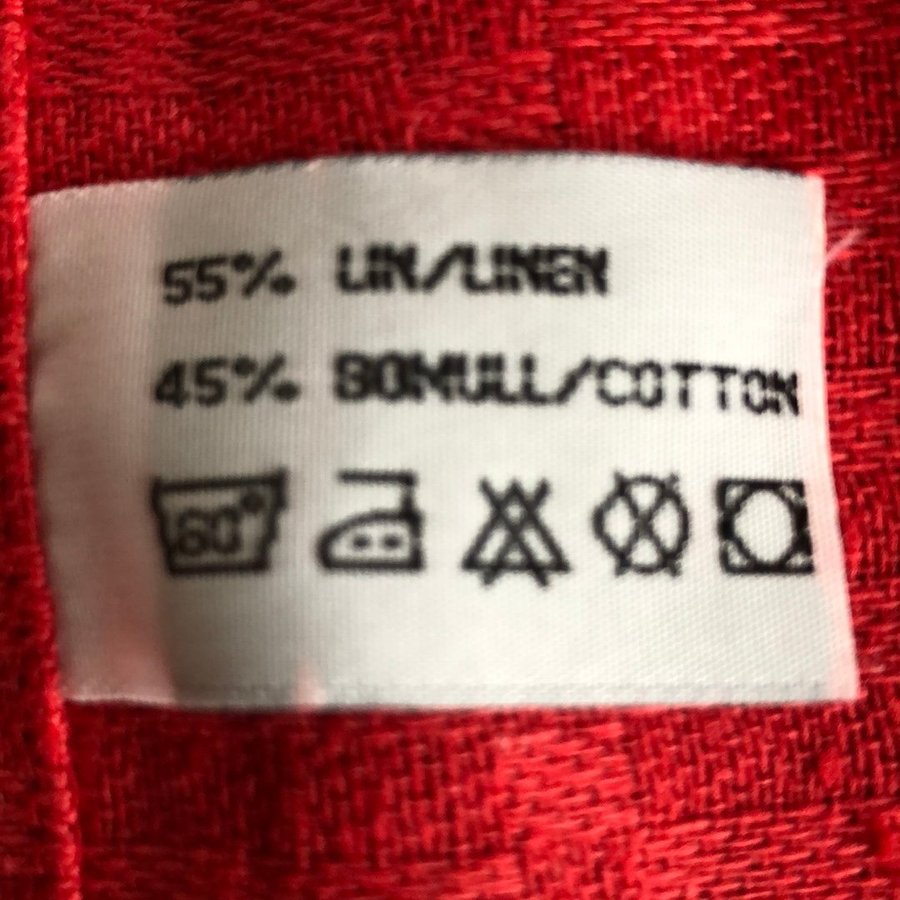 55% LIN/LINEN
45% BOMULL/COTTON
60°